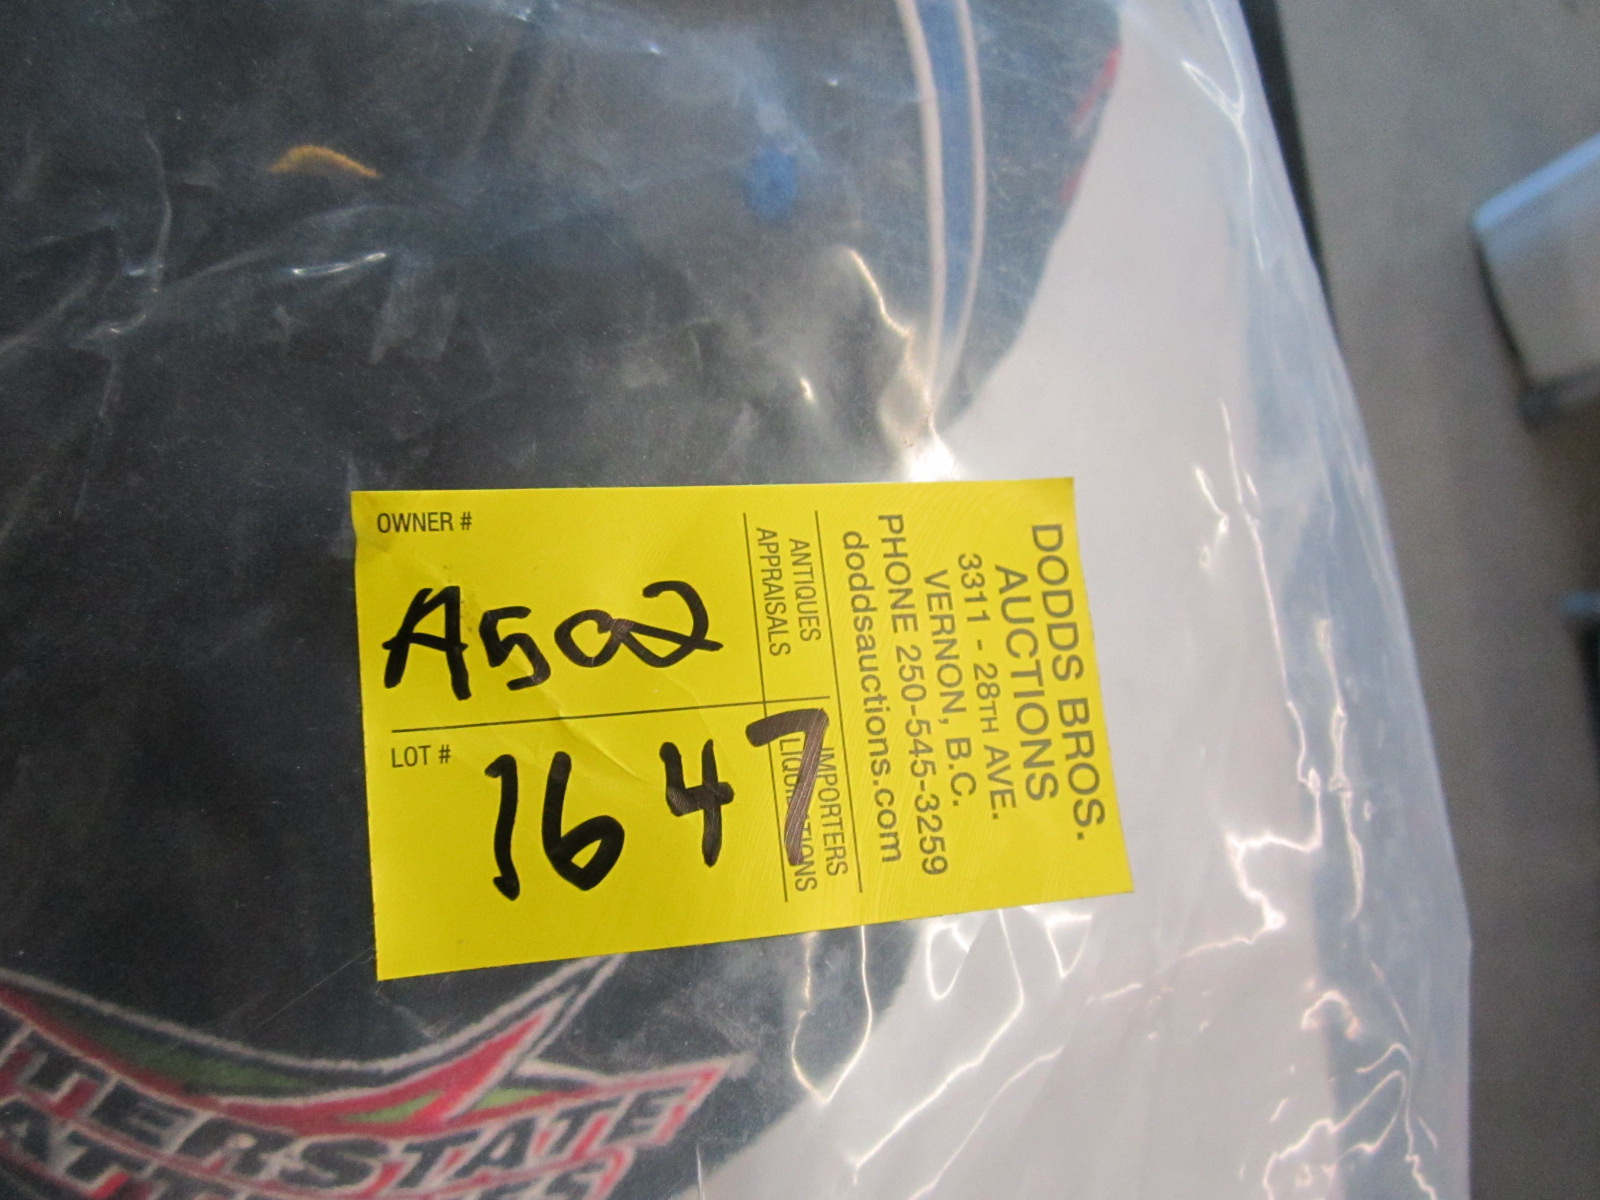 DODDS BROS.
AUCTIONS
3311 - 28TH AVE.
VERNON, B.C.
PHONE 250-545-3259
doddsauctions.com
ANTIQUES
APPRAISALS
IMPORTERS
LIQUIDATIONS
OWNER #
A502
LOT #
1647
TERSTATE